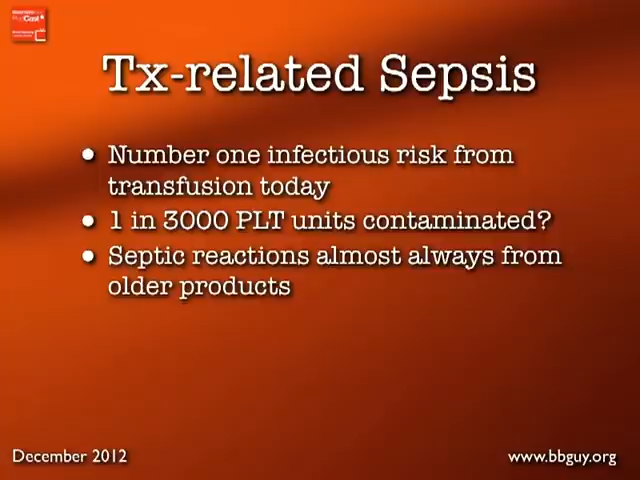 Tx-related Sepsis
• Number one infectious risk from
transfusion today
• 1 in 3000 PLT units contaminated?
• Septic reactions almost always from
older products
December 2012
www.bbguy.org